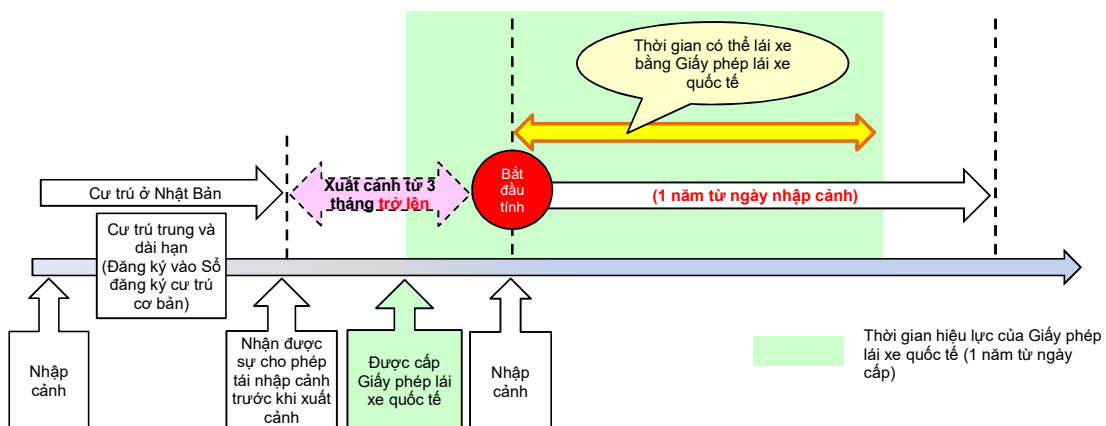 Thời gian có thể lái xe
bằng Giấy phép lái xe
quốc tế
Cư trú ở Nhật Bản
Xuất cảnh từ 3
tháng trở lên
Bắt
đầu
tính
(1 năm từ ngày nhập cảnh)
Cư trú trung và
dài hạn
(Đăng ký vào Sổ
đăng ký cư trú
cơ bản)
Nhập
cảnh
Nhận được
sự cho phép
tái nhập cảnh
trước khi xuất
cảnh
Được cấp
Giấy phép lái
xe quốc tế
Nhập
cảnh
Thời gian hiệu lực của Giấy phép
lái xe quốc tế (1 năm từ ngày
cấp)